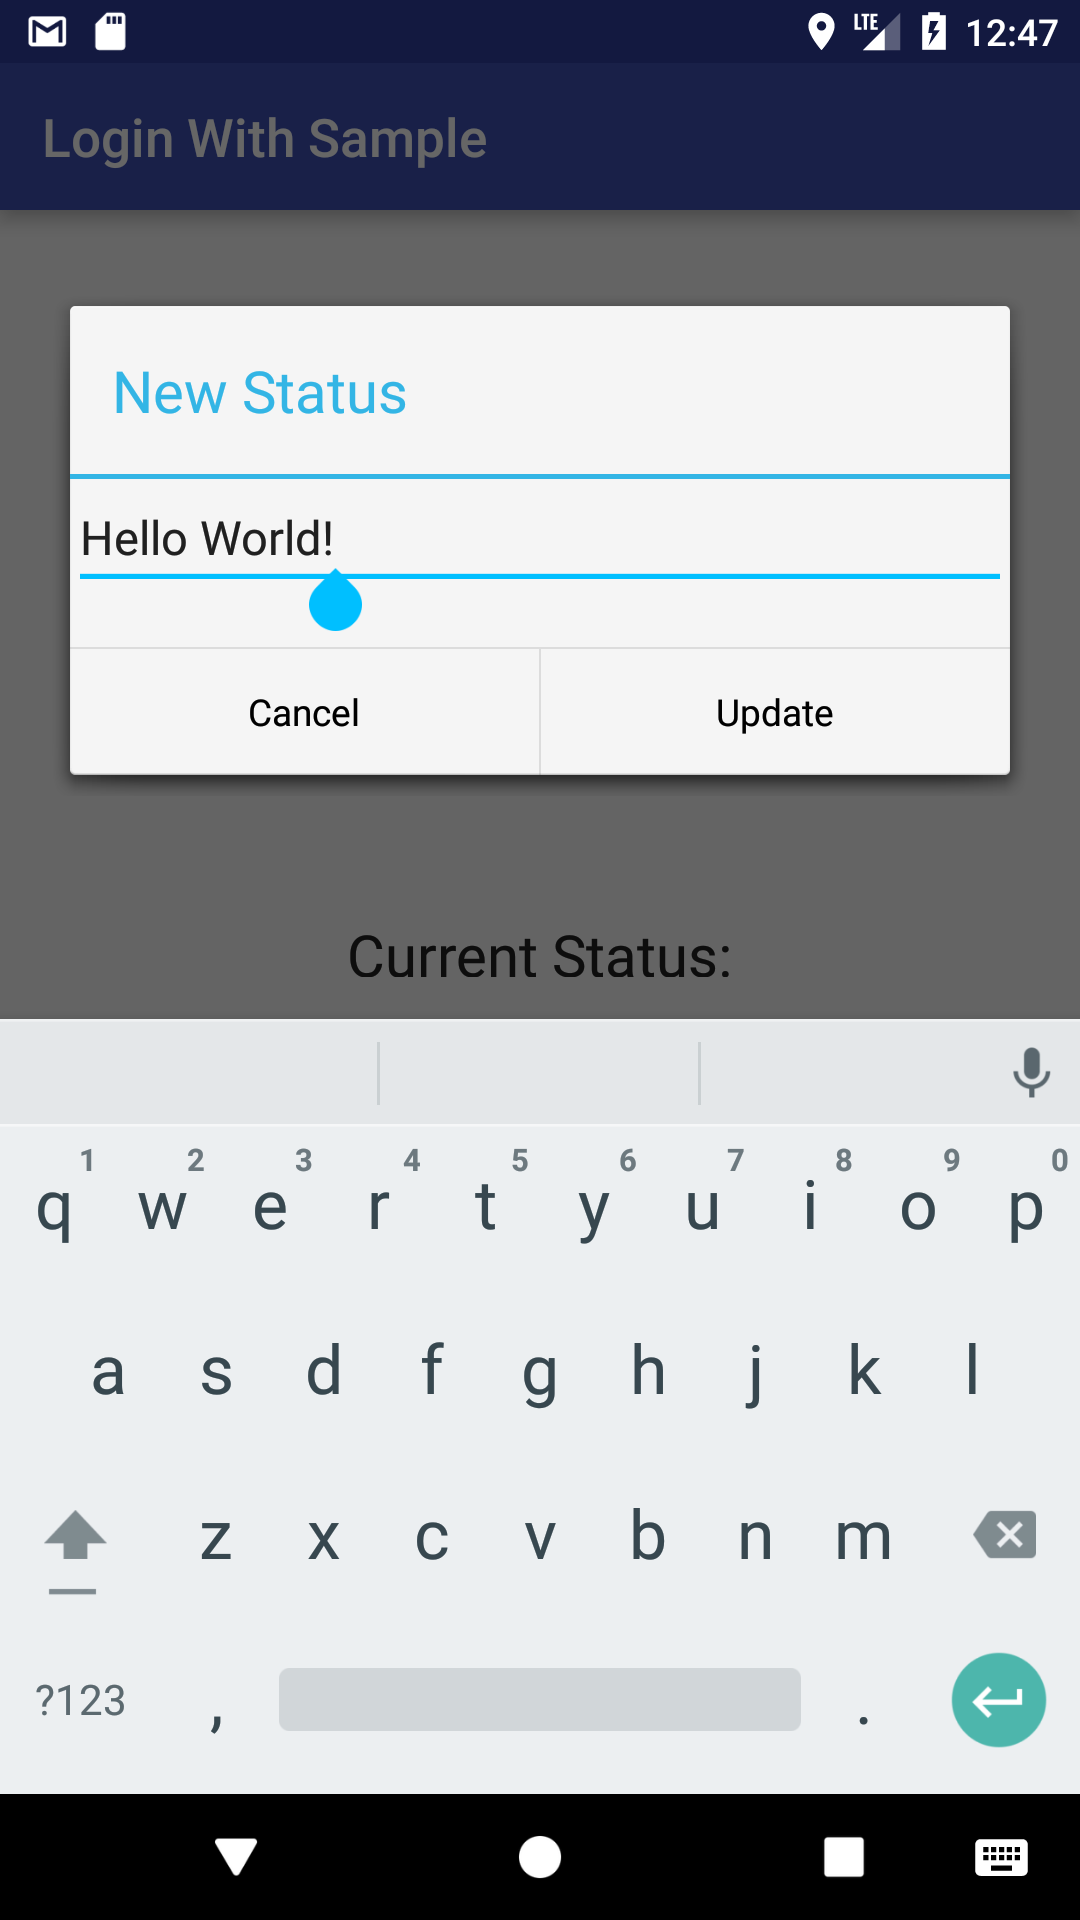 LTE 12:47
Login With Sample
New Status
Hello World!
Cancel Update
Current Status:
1 2 3 4 5 6 7 8 9 0
q w e r t y u i o p
a s d f g h j k l
z x c v b n m
?123 , .